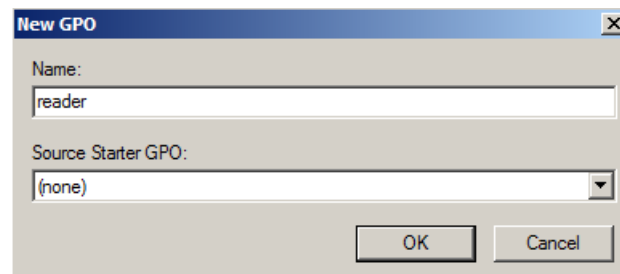 New GPO
Name:
reader
Source Starter GPO:
(none)
OK Cancel